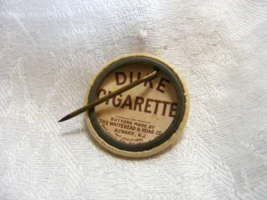 DUKE
CIGARETTE
BUTTONS MADE BY
THE WHITEHEAD & HOAG CO.
NEWARK, N.J.